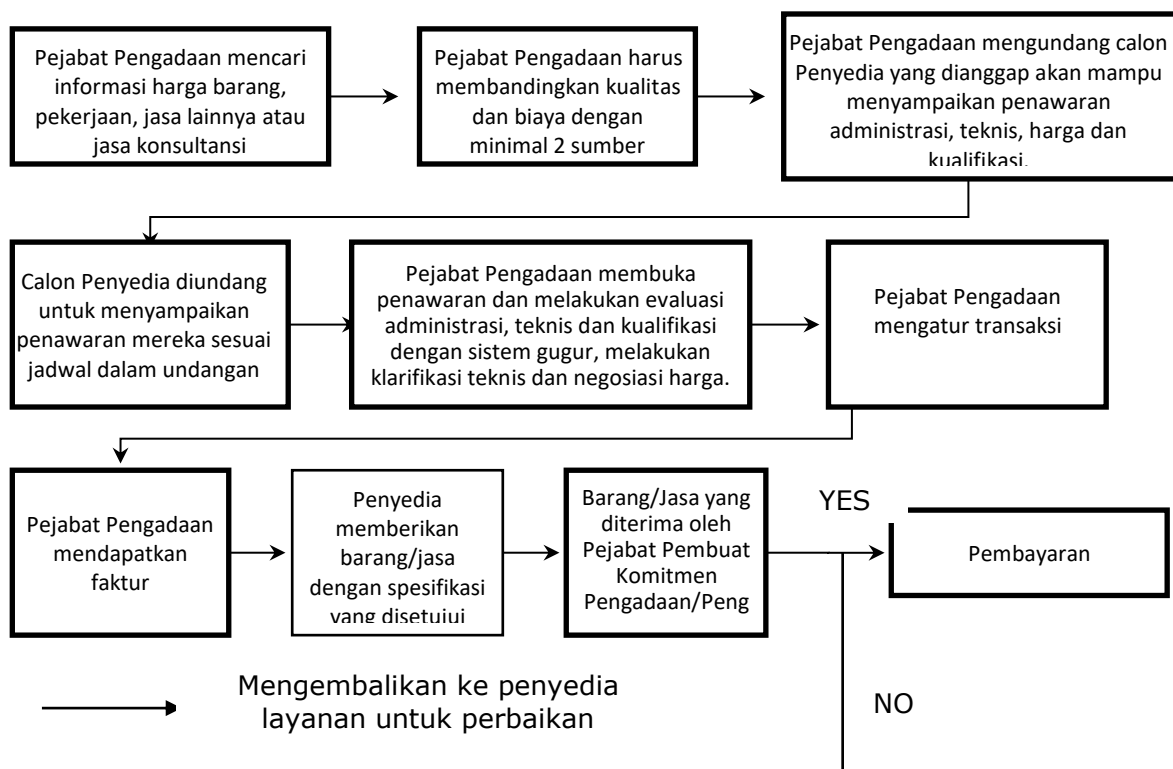 Pejabat Pengadaan mencari
informasi harga barang,
pekerjaan, jasa lainnya atau
jasa konsultansi
Pejabat Pengadaan harus
membandingkan kualitas
dan biaya dengan
minimal 2 sumber
Pejabat Pengadaan mengundang calon
Penyedia yang dianggap akan mampu
menyampaikan penawaran
administrasi, teknis, harga dan
kualifikasi.
Calon Penyedia diundang
untuk menyampaikan
penawaran mereka sesuai
jadwal dalam undangan
Pejabat Pengadaan membuka
penawaran dan melakukan evaluasi
administrasi, teknis dan kualifikasi
dengan sistem gugur, melakukan
klarifikasi teknis dan negosiasi harga.
Pejabat Pengadaan
mengatur transaksi
Pejabat Pengadaan
mendapatkan
faktur
Penyedia
memberikan
barang/jasa
dengan spesifikasi
yang disetujui
Barang/Jasa yang
diterima oleh
Pejabat Pembuat
Komitmen
Pengadaan/Peng
YES
Pembayaran
Mengembalikan ke penyedia
layanan untuk perbaikan
NO